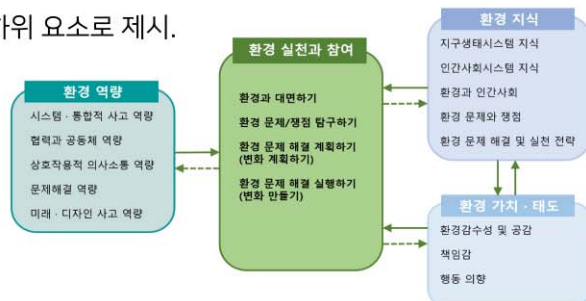 하위 요소로 제시.
환경 역량
시스템 · 통합적 사고 역량
협력과 공동체 역량
상호작용적 의사소통 역량
문제해결 역량
미래 · 디자인 사고 역량
환경 실천과 참여
환경과 대면하기
환경 문제/쟁점 탐구하기
환경 문제 해결 계획하기
(변화 계획하기)
환경 문제 해결 실행하기
(변화 만들기)
환경 지식
지구생태시스템 지식
인간사회시스템 지식
환경과 인간사회
환경 문제와 쟁점
환경 문제 해결 및 실천 전략
환경 가치 · 태도
환경감수성 및 공감
책임감
행동 의향